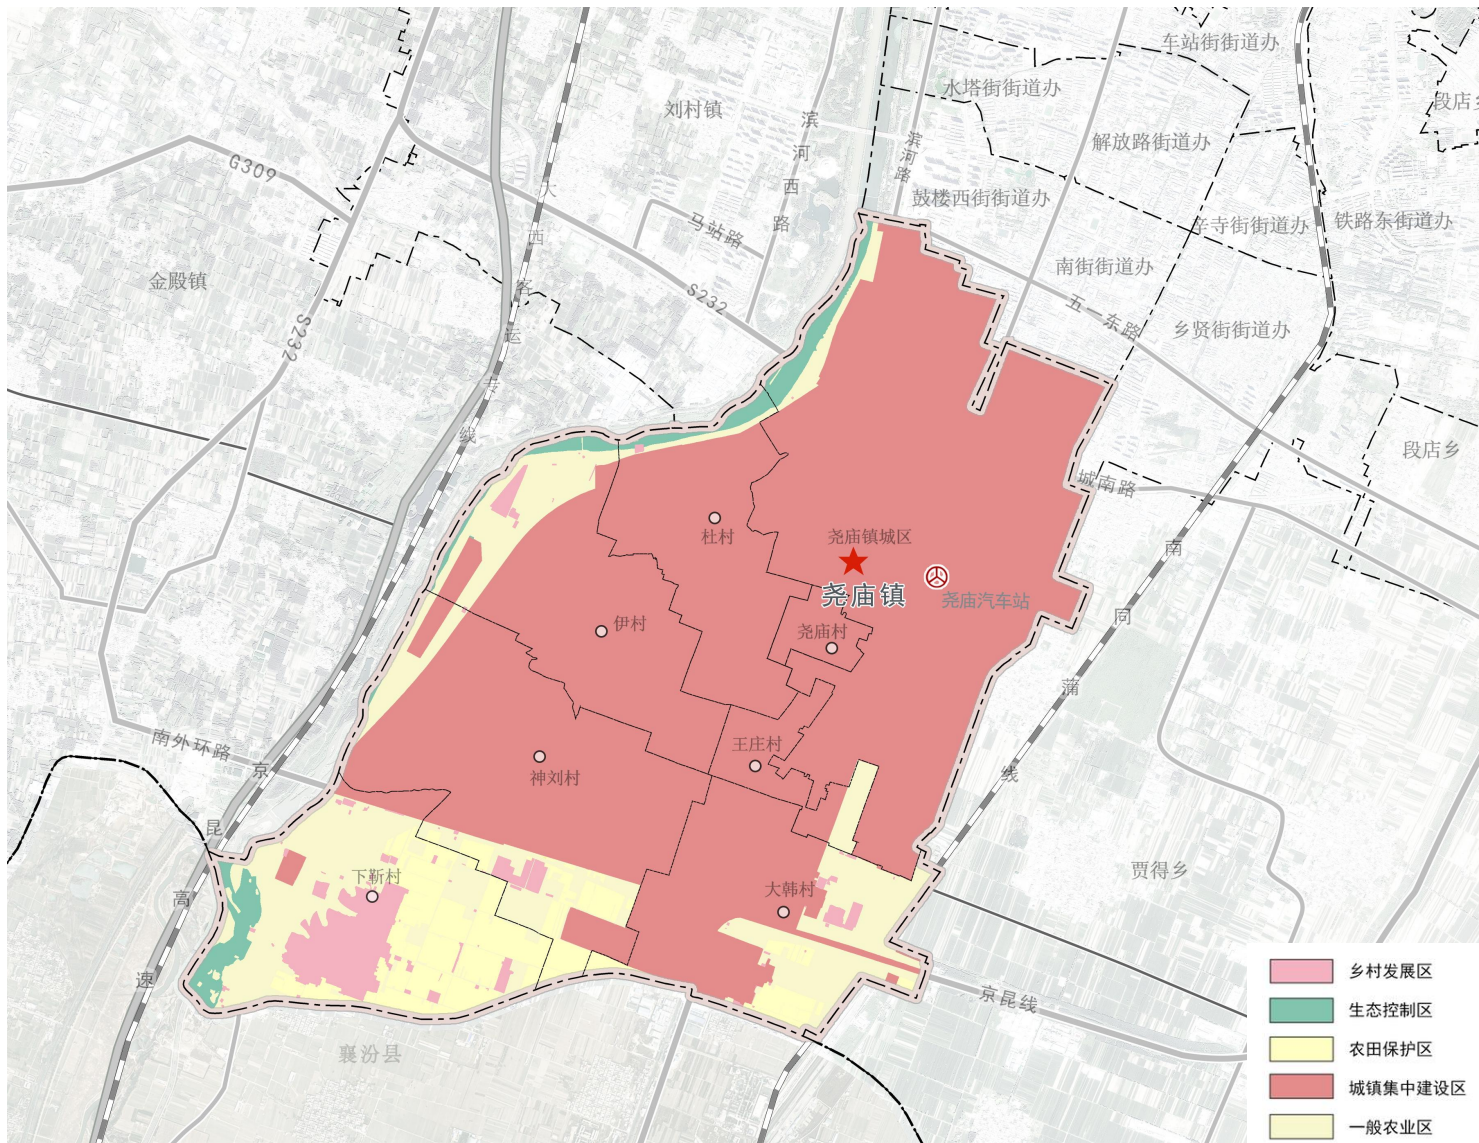 车站街街道办
水塔街街道办
段店乡
刘村镇
滨河西路
滨河路
解放路街道办
G309
大西客运专线
鼓楼西街街道办
辛寺街街道办
铁路东街街道办
马站路
南街街道办
金殿镇
S232
S232
五一东路
乡贤街街道办
段店乡
城南路
杜村
尧庙镇城区
尧庙镇
尧庙汽车站
南同蒲线
伊村
尧庙村
南外环路
王庄村
神刘村
京昆高速
下靳村
大韩村
贾得乡
京昆线
襄汾县
乡村发展区
生态控制区
农田保护区
城镇集中建设区
一般农业区